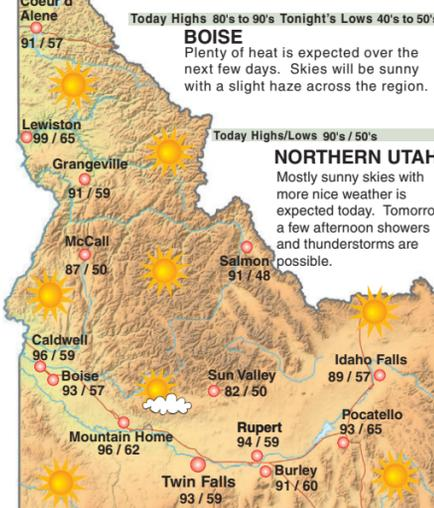 Coeur d'
Alene
91 / 57
Today Highs 80's to 90's Tonight's Lows 40's to 50's
BOISE
Plenty of heat is expected over the
next few days. Skies will be sunny
with a slight haze across the region.
Lewiston
99 / 65
Today Highs/Lows 90's / 50's
NORTHERN UTAH
Mostly sunny skies with
more nice weather is
expected today. Tomorro
a few afternoon showers
and thunderstorms are
possible.
Grangeville
91 / 59
McCall
87 / 50
Salmon
91 / 48
Caldwell
96 / 59
Boise
93 / 57
Sun Valley
82 / 50
Idaho Falls
89 / 57
Mountain Home
96 / 62
Rupert
94 / 59
Pocatello
93 / 65
Twin Falls
93 / 59
Burley
91 / 60